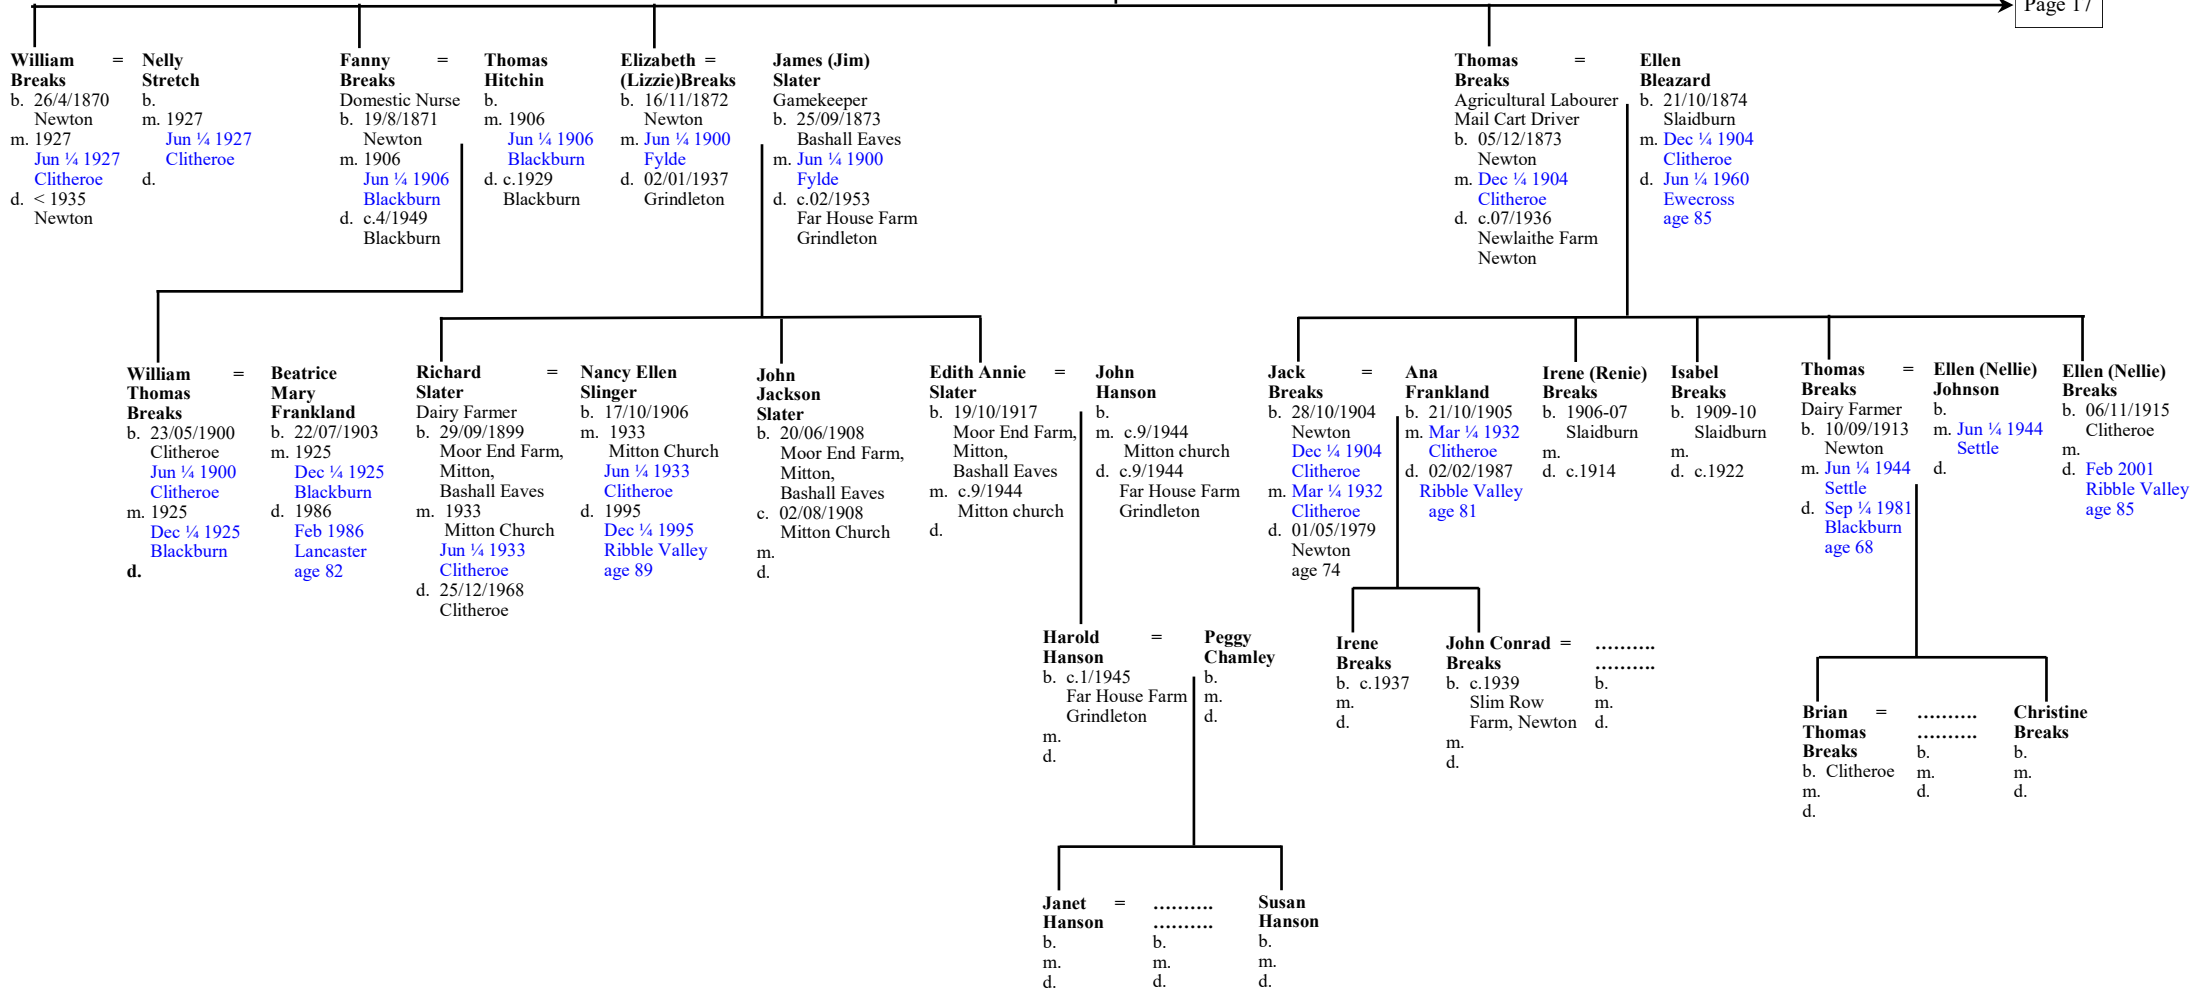 Page 17
William = Nelly
Breaks Stretch
b. 26/4/1870 b.
Newton m. 1927
m. 1927 Jun ¼ 1927
Jun ¼ 1927 Clitheroe
Clitheroe d.
d. < 1935
Newton
Fanny = Thomas
Breaks Hitchin
Domestic Nurse b.
b. 19/8/1871 m. 1906
Newton Jun ¼ 1906
m. 1906 Blackburn
Jun ¼ 1906 d. c.1929
Blackburn Blackburn
d. c.4/1949
Blackburn
Elizabeth = James (Jim)
(Lizzie)Breaks Slater
b. 16/11/1872 Gamekeeper
Newton b. 25/09/1873
m. Jun ¼ 1900 Bashall Eaves
Fylde m. Jun ¼ 1900
d. 02/01/1937 Fylde
Grindleton d. c.02/1953
Far House Farm
Grindleton
Thomas = Ellen
Breaks Bleazard
Agricultural Labourer b. 21/10/1874
Mail Cart Driver Slaidburn
b. 05/12/1873 m. Dec ¼ 1904
Newton Clitheroe
m. Dec ¼ 1904 d. Jun ¼ 1960
Clitheroe Ewecross
d. c.07/1936 age 85
Newlaithe Farm
Newton
William =
Thomas
Breaks
b. 23/05/1900
Clitheroe
Jun ¼ 1900
Clitheroe
m. 1925
Dec ¼ 1925
Blackburn
d.
Beatrice
Mary
Frankland
b. 22/07/1903
m. 1925
Dec ¼ 1925
Blackburn
d. 1986
Feb 1986
Lancaster
age 82
Richard =
Slater
Dairy Farmer
b. 29/09/1899
Moor End Farm,
Mitton,
Bashall Eaves
m. 1933
Mitton Church
Jun ¼ 1933
Clitheroe
d. 25/12/1968
Clitheroe
Nancy Ellen
Slinger
b. 17/10/1906
m. 1933
Mitton Church
Jun ¼ 1933
Clitheroe
d. 1995
Dec ¼ 1995
Ribble Valley
age 89
John
Jackson
Slater
b. 20/06/1908
Moor End Farm,
Mitton,
Bashall Eaves
c. 02/08/1908
Mitton Church
m.
d.
Edith Annie =
Slater
b. 19/10/1917
Moor End Farm,
Mitton,
Bashall Eaves
m. c.9/1944
Mitton church
d.
John
Hanson
b.
m. c.9/1944
Mitton church
d. c.9/1944
Far House Farm
Grindleton
Jack =
Breaks
b. 28/10/1904
Newton
Dec ¼ 1904
Clitheroe
m. Mar ¼ 1932
Clitheroe
d. 01/05/1979
Newton
age 74
Ana
Frankland
b. 21/10/1905
m. Mar ¼ 1932
Clitheroe
d. 02/02/1987
Ribble Valley
age 81
Irene (Renie)
Breaks
b. 1906-07
Slaidburn
m.
d. c.1914
Isabel
Breaks
b. 1909-10
Slaidburn
m.
d. c.1922
Thomas =
Breaks
Dairy Farmer
b. 10/09/1913
Newton
m. Jun ¼ 1944
Settle
d. Sep ¼ 1981
Blackburn
age 68
Ellen (Nellie)
Johnson
b.
m. Jun ¼ 1944
Settle
d.
Ellen (Nellie)
Breaks
b. 06/11/1915
Clitheroe
m.
d. Feb 2001
Ribble Valley
age 85
Harold =
Hanson
b. c.1/1945
Far House Farm
Grindleton
m.
d.
Peggy
Chamley
b.
m.
d.
Irene
Breaks
b. c.1937
m.
d.
John Conrad =
Breaks
b. c.1939
Slim Row
Farm, Newton
m.
d.
..........
..........
b.
m.
d.
Brian =
Thomas
Breaks
b. Clitheroe
m.
d.
..........
..........
b.
m.
d.
Christine
Breaks
b.
m.
d.
Janet =
Hanson
b.
m.
d.
..........
..........
b.
m.
d.
Susan
Hanson
b.
m.
d.